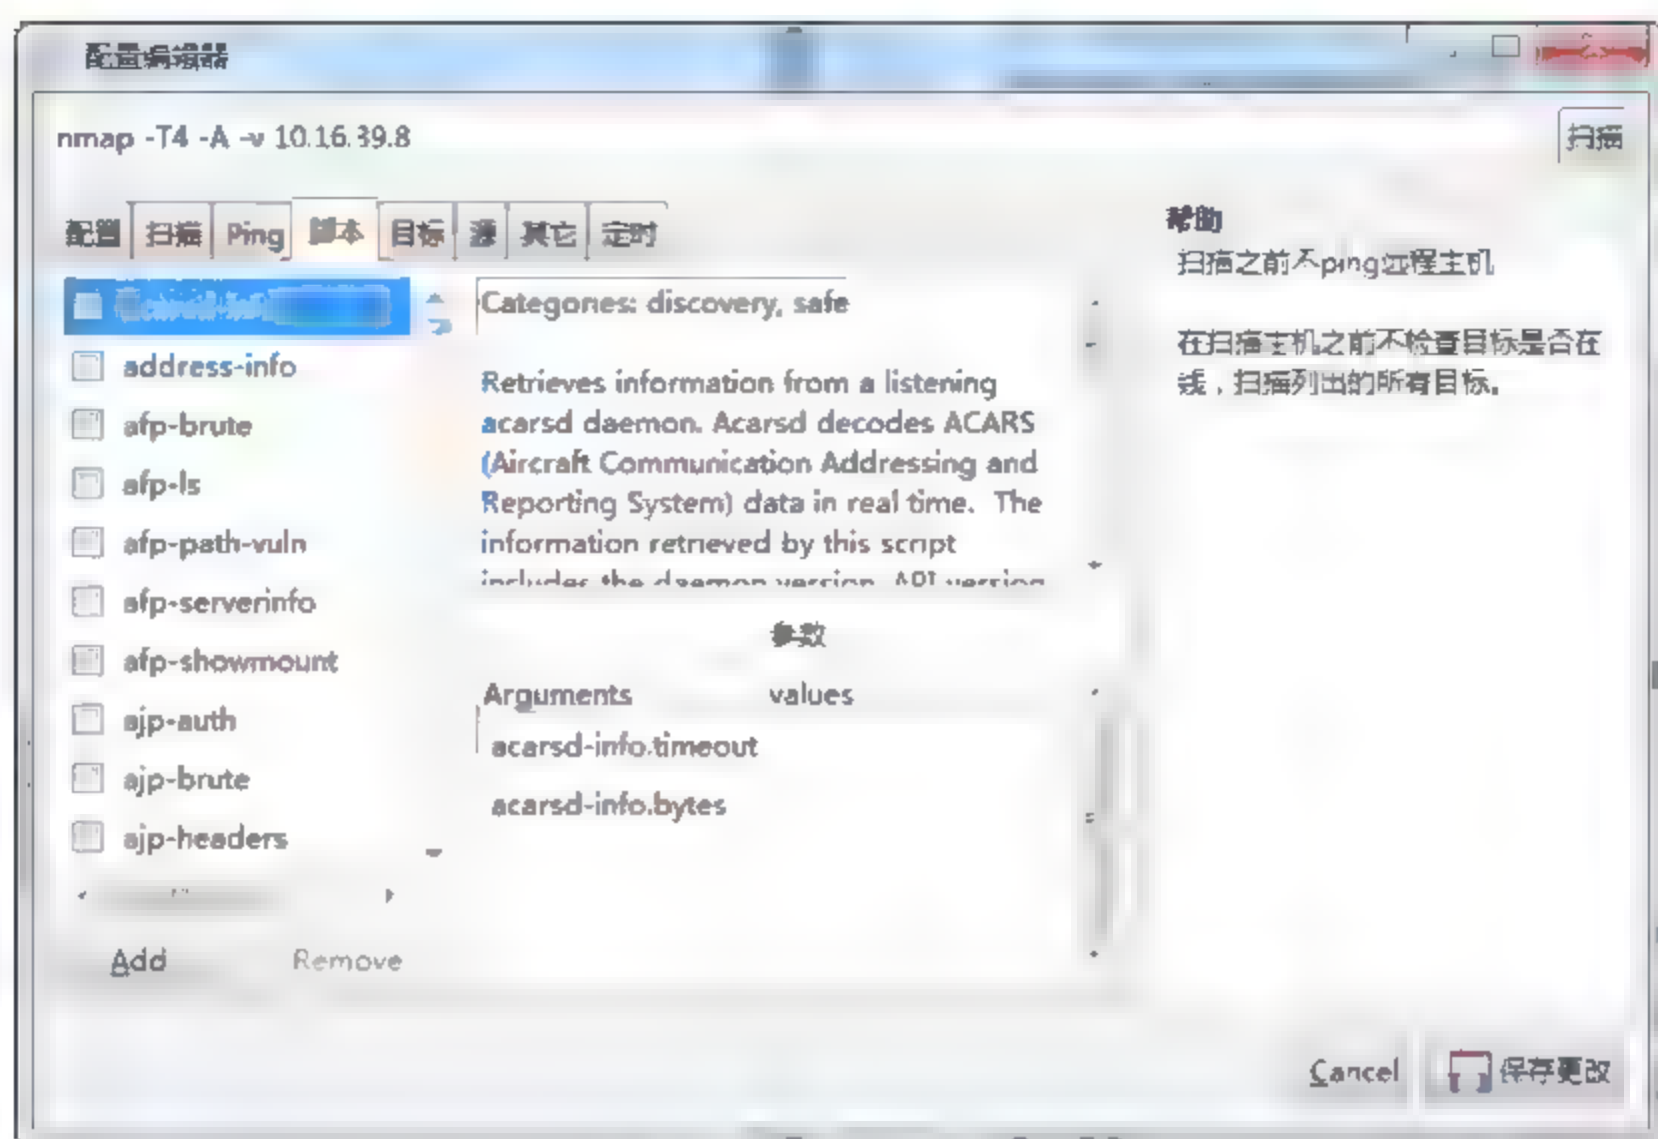 配置编辑器
nmap -T4 -A -v 10.16.39.8
扫描
配置 扫描 Ping 脚本 目标 源 其它 定时
address-info
afp-brute
afp-ls
afp-path-vuln
afp-serverinfo
afp-showmount
ajp-auth
ajp-brute
ajp-headers
Add Remove
Categories: discovery, safe
Retrieves information from a listening
acarsd daemon. Acarsd decodes ACARS
(Aircraft Communication Addressing and
Reporting System) data in real time. The
information retrieved by this script
includes the daemon version, API version
参数
Arguments values
acarsd-info.timeout
acarsd-info.bytes
帮助
扫描之前不ping远程主机
在扫描主机之前不检查目标是否在
线，扫描列出的所有目标。
Cancel 保存更改